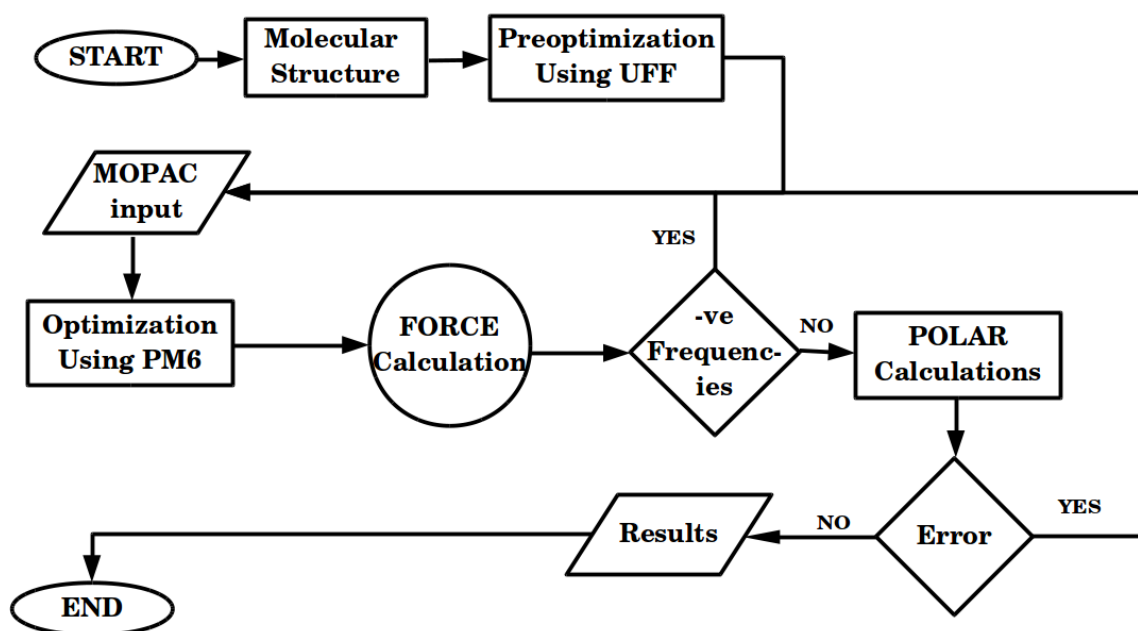 START
Molecular
Structure
Preoptimization
Using UFF
MOPAC
input
YES
Optimization
Using PM6
FORCE
Calculation
-ve
Frequenc-
ies
NO
POLAR
Calculations
Results
NO
Error
YES
END